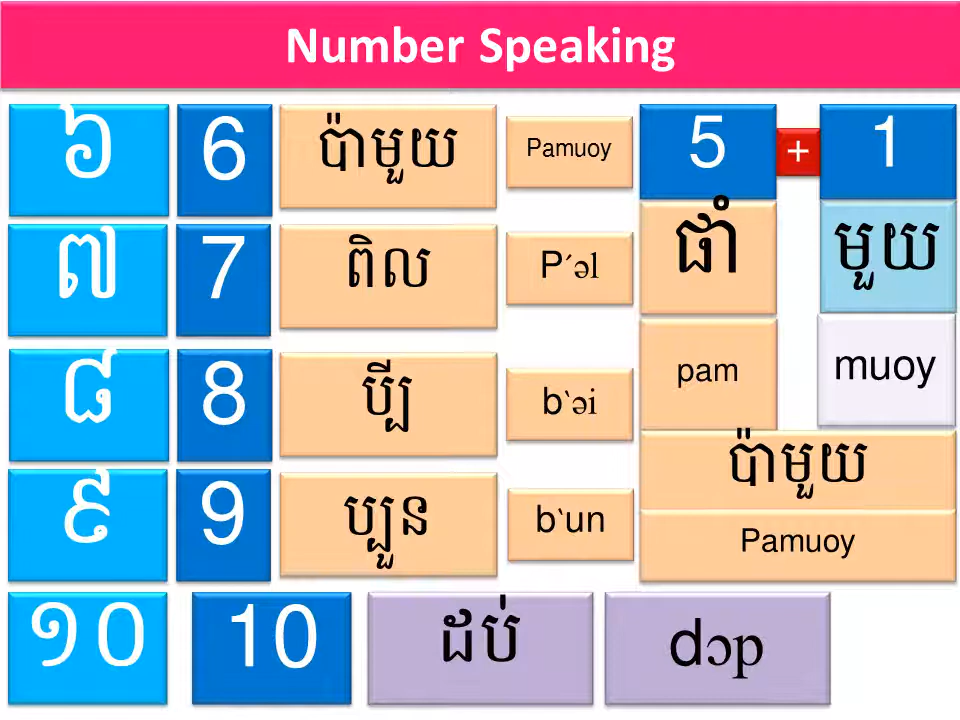 Number Speaking
៦ 6 ប៉ាមួយ Pamuoy 5 + 1
៧ 7 ពិល P´əl ផាំ មួយ
pam muoy
៨ 8 ប្បី b`əi
ប៉ាមួយ
៩ 9 ប្បួន b`un
Pamuoy
១០ 10 ដប់ dɔp